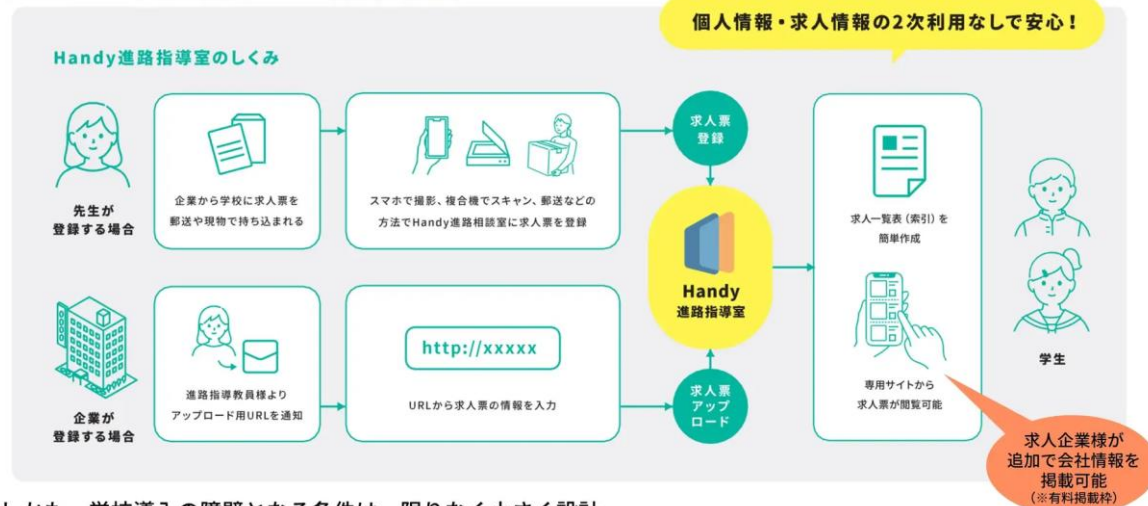 個人情報・求人情報の2次利用なしで安心！
Handy進路指導室のしくみ
先生が
登録する場合
企業から学校に求人票を
郵送や現物で持ち込まれる
スマホで撮影、複合機でスキャン、郵送などの
方法でHandy進路相談室に求人票を登録
求人票
登録
企業が
登録する場合
進路指導教員様より
アップロード用URLを通知
http://xxxxx
URLから求人票の情報を入力
求人票
アップ
ロード
Handy
進路指導室
求人一覧表（索引）を
簡単作成
専用サイトから
求人票が閲覧可能
学生
求人企業様が
追加で会社情報を
掲載可能
（※有料掲載枠）